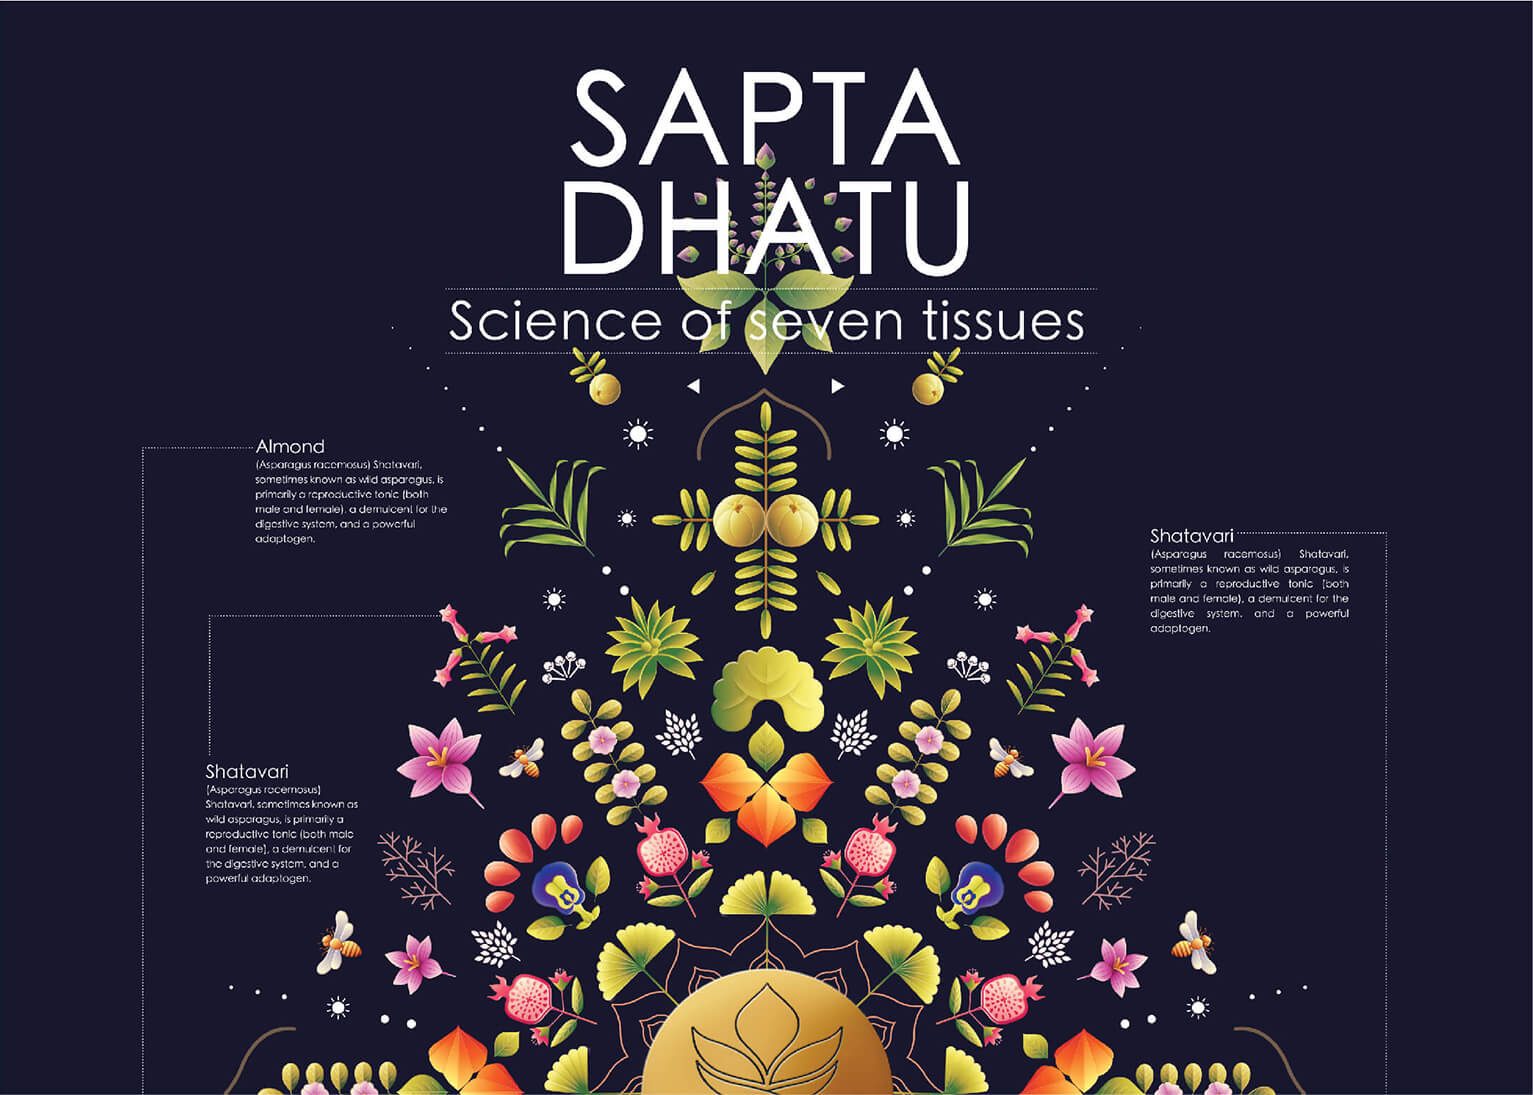 SAPTA
DHATU
Science of seven tissues
Almond
(Asparagus racemosus) Shatavari,
sometimes known as wild asparagus, is
primarily a reproductive tonic (both
male and female), a demulcent for the
digestive system, and a powerful
adaptogen.
Shatavari
(Asparagus racemosus) Shatavari,
sometimes known as wild asparagus, is
primarily a reproductive tonic (both
male and female), a demulcent for the
digestive system, and a powerful
adaptogen.
Shatavari
(Asparagus racemosus)
Shatavari, sometimes known as
wild asparagus, is primarily a
reproductive tonic (both male
and female), a demulcent for
the digestive system, and a
powerful adaptogen.